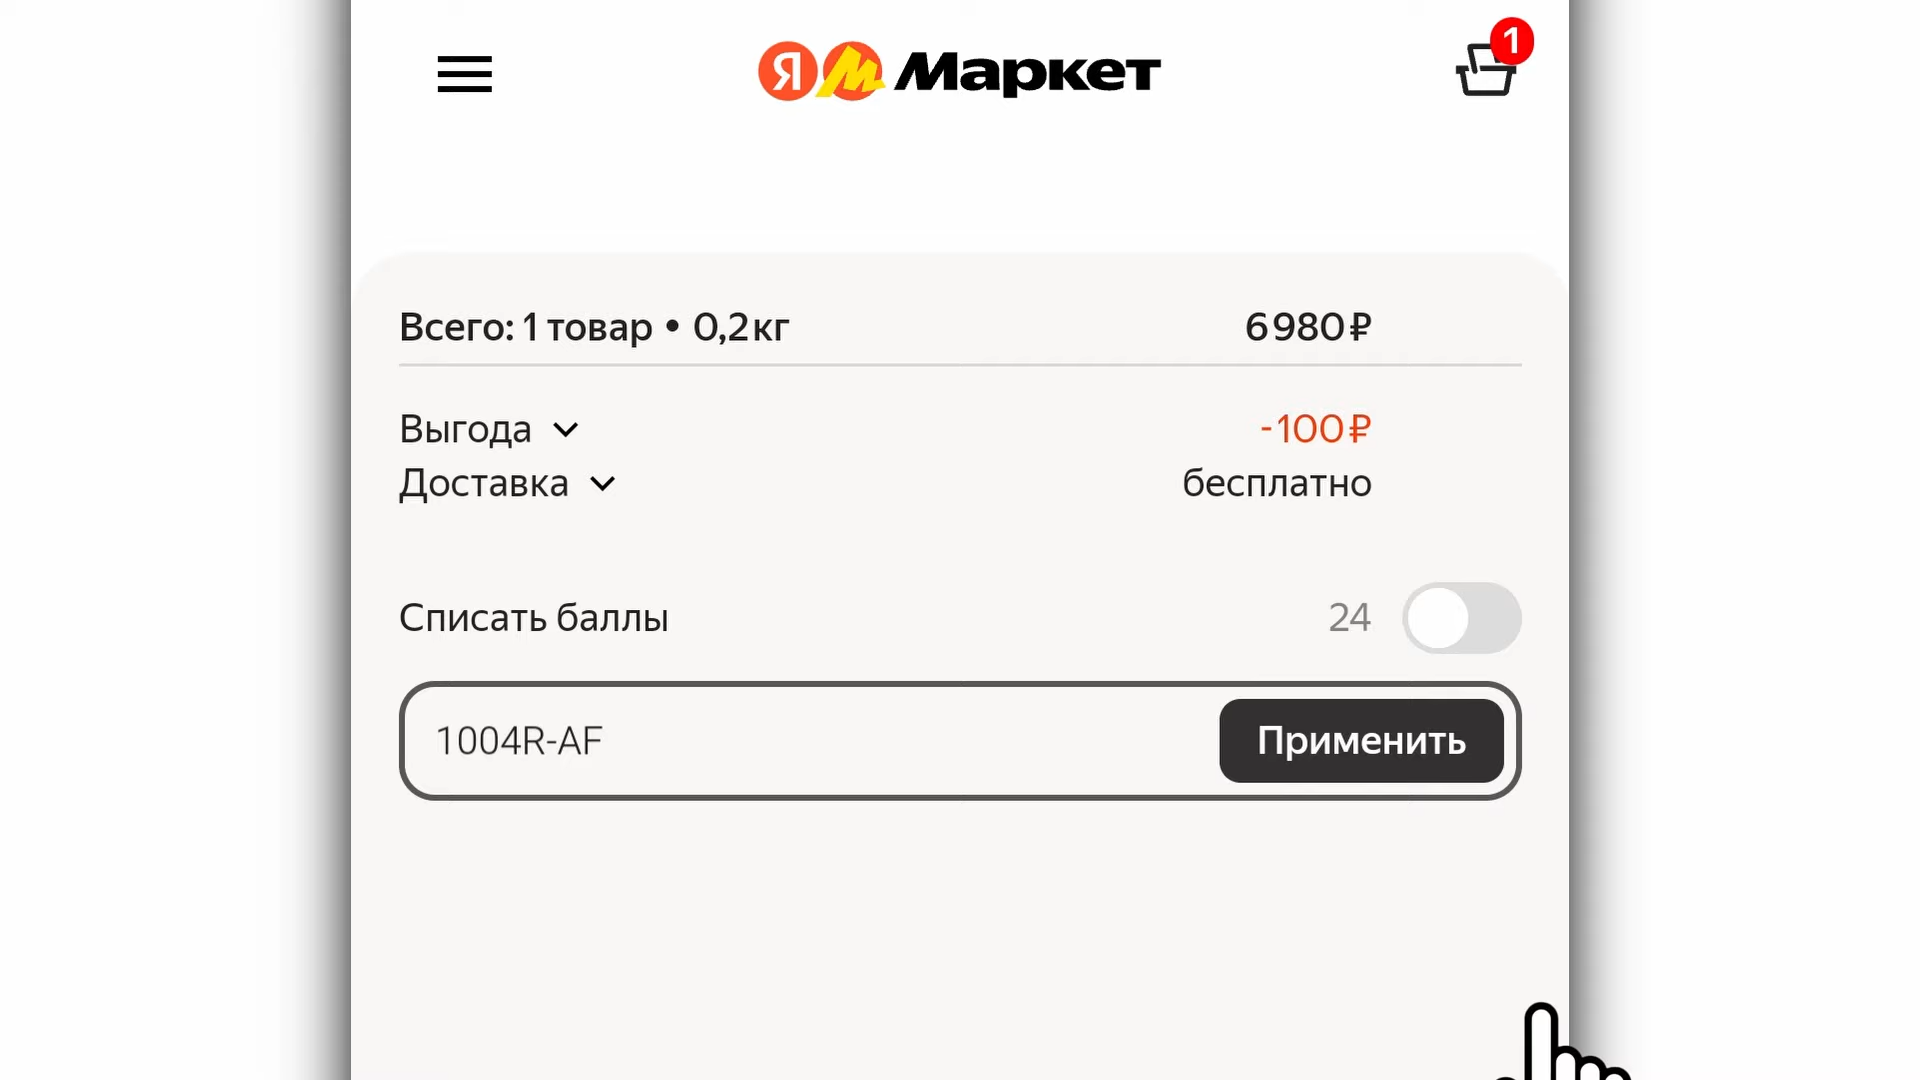 ЯМ Маркет
1
Всего: 1 товар • 0,2 кг 6 980 ₽
Выгода -100 ₽
Доставка бесплатно
Списать баллы 24
1004R-AF Применить